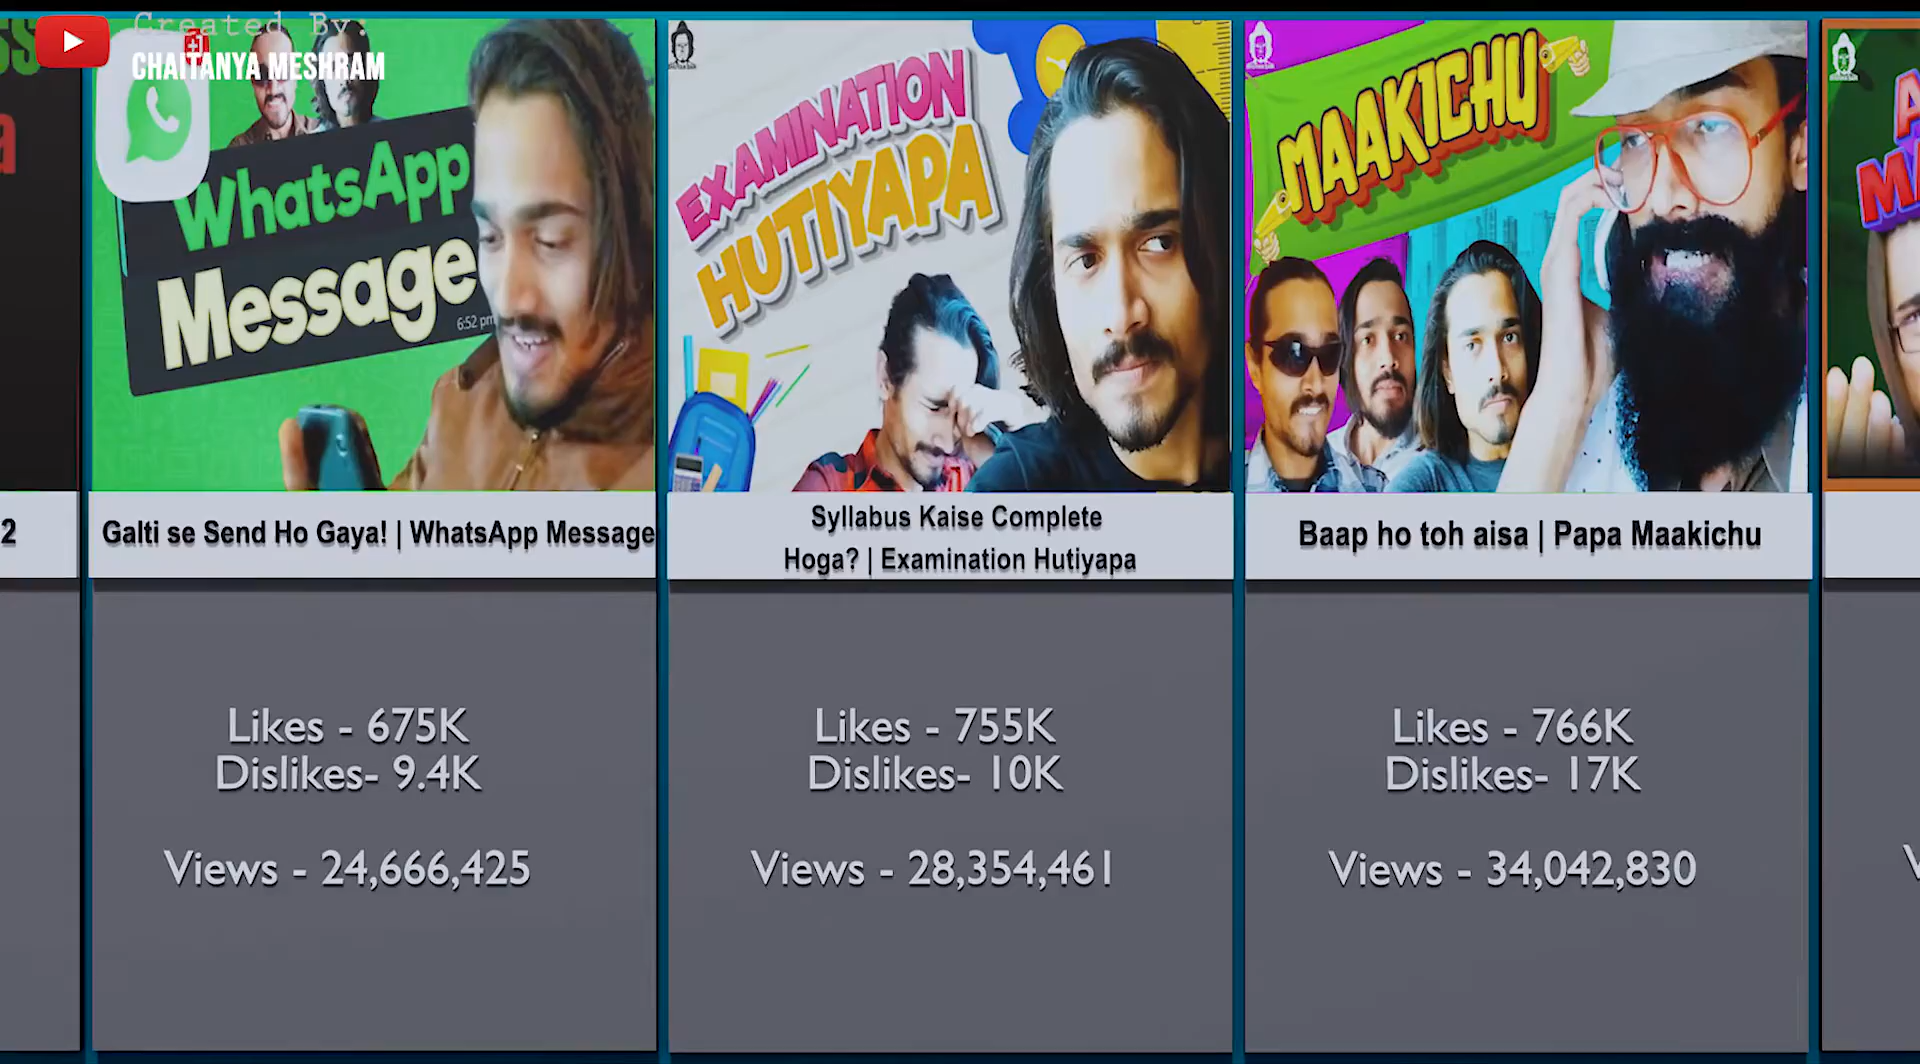 Created By:
CHAITANYA MESHRAM
WhatsApp
Message
6:52 pm
EXAMINATION
HUTIYAPA
MAAKICHU
2
Galti se Send Ho Gaya! | WhatsApp Message
Syllabus Kaise Complete
Hoga? | Examination Hutiyapa
Baap ho toh aisa | Papa Maakichu
Likes - 675K
Dislikes- 9.4K
Views - 24,666,425
Likes - 755K
Dislikes- 10K
Views - 28,354,461
Likes - 766K
Dislikes- 17K
Views - 34,042,830